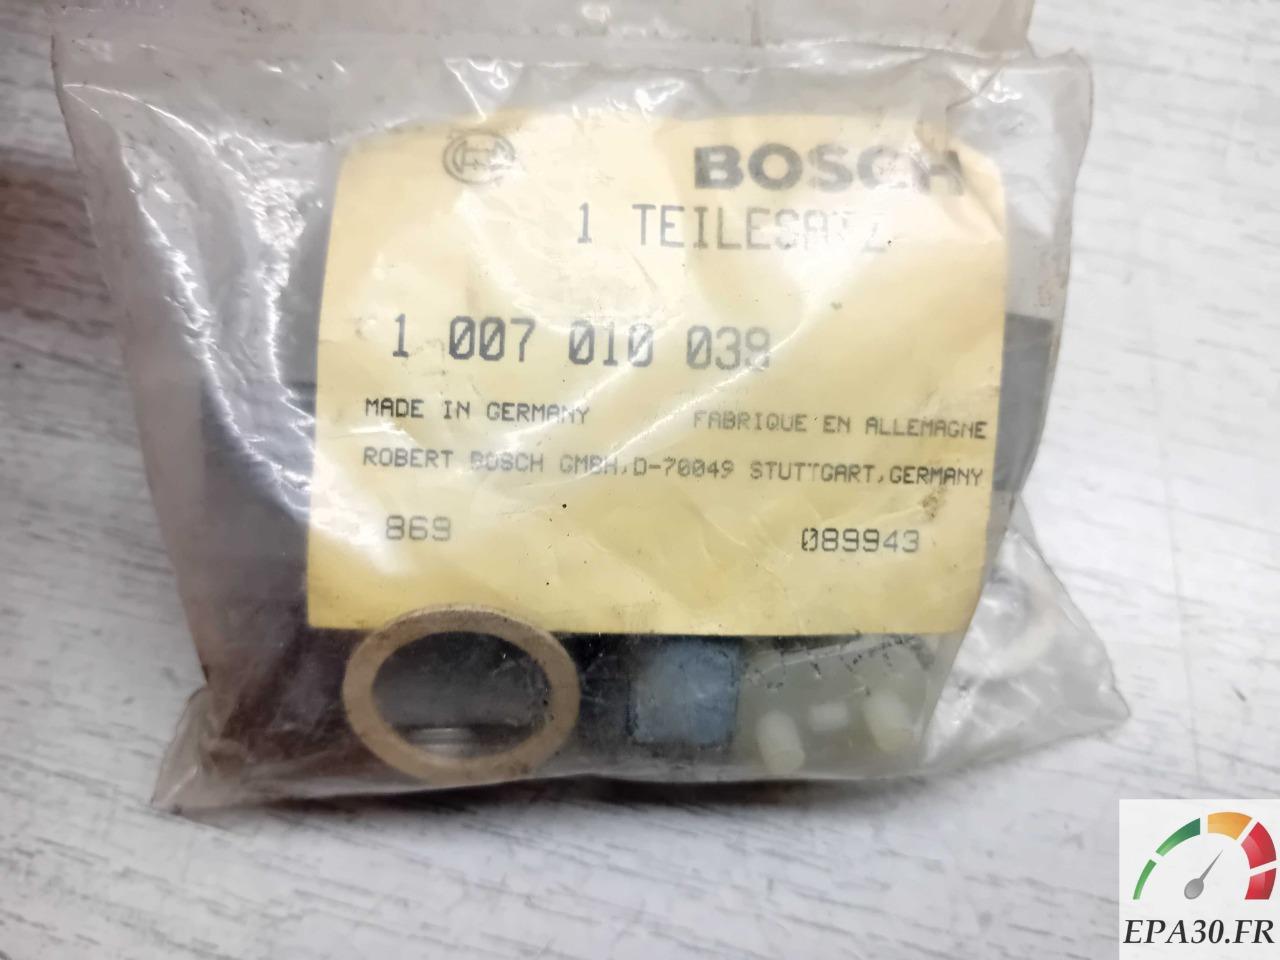 BOSCH
1 TEILESATZ
1 007 010 039
MADE IN GERMANY FABRIQUE EN ALLEMAGNE
ROBERT BOSCH GMBH,D-70049 STUTTGART,GERMANY
869 089943
EPA30.FR